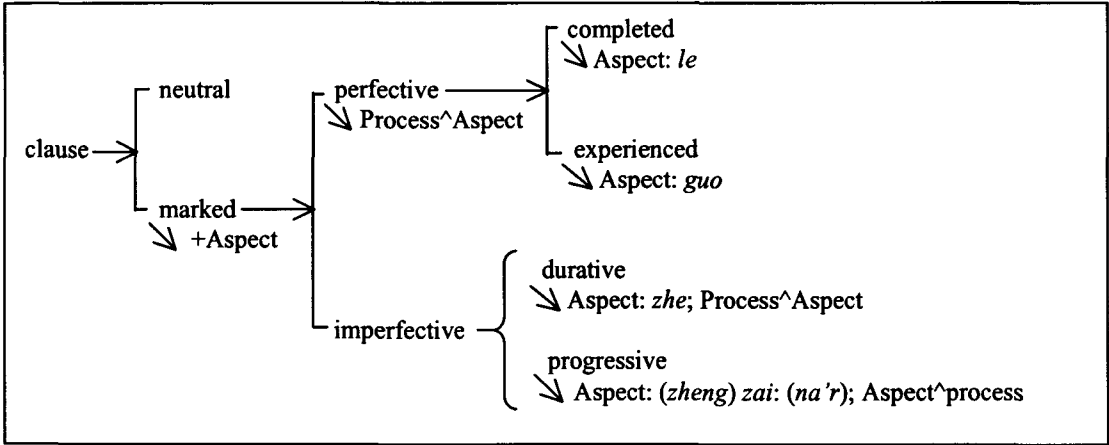 completed
Aspect: le
neutral
perfective
Process^Aspect
clause
experienced
Aspect: guo
marked
+Aspect
durative
Aspect: zhe; Process^Aspect
imperfective
progressive
Aspect: (zheng) zai: (na'r); Aspect^process